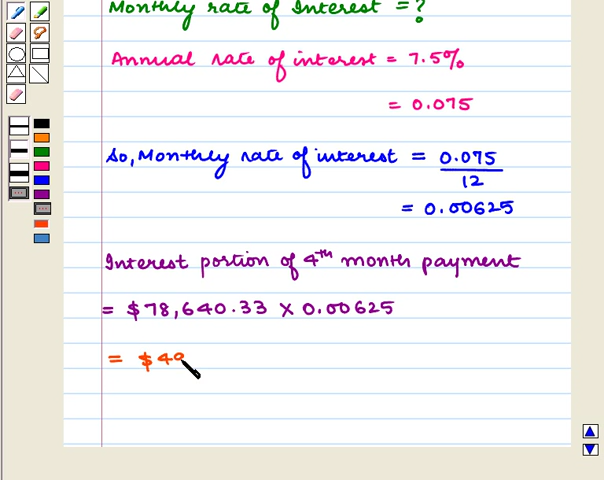 Monthly rate of Interest = ?
Annual rate of interest = 7.5%
= 0.075
So, Monthly rate of interest = 0.075
12
= 0.00625
Interest portion of 4th month payment
= $78,640.33 × 0.00625
= $49